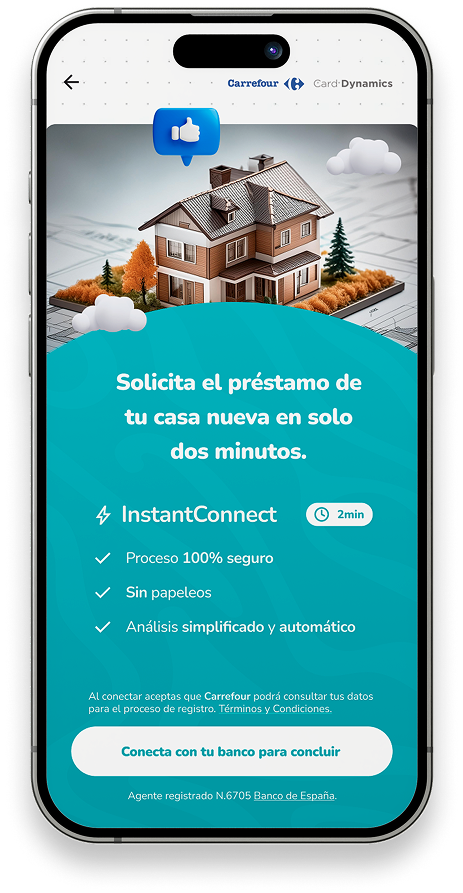 Carrefour Card·Dynamics
Solicita el préstamo de
tu casa nueva en solo
dos minutos.
InstantConnect 2min
Proceso 100% seguro
Sin papeleos
Análisis simplificado y automático
Al conectar aceptas que Carrefour podrá consultar tus datos
para el proceso de registro. Términos y Condiciones.
Conecta con tu banco para concluir
Agente registrado N.6705 Banco de España.